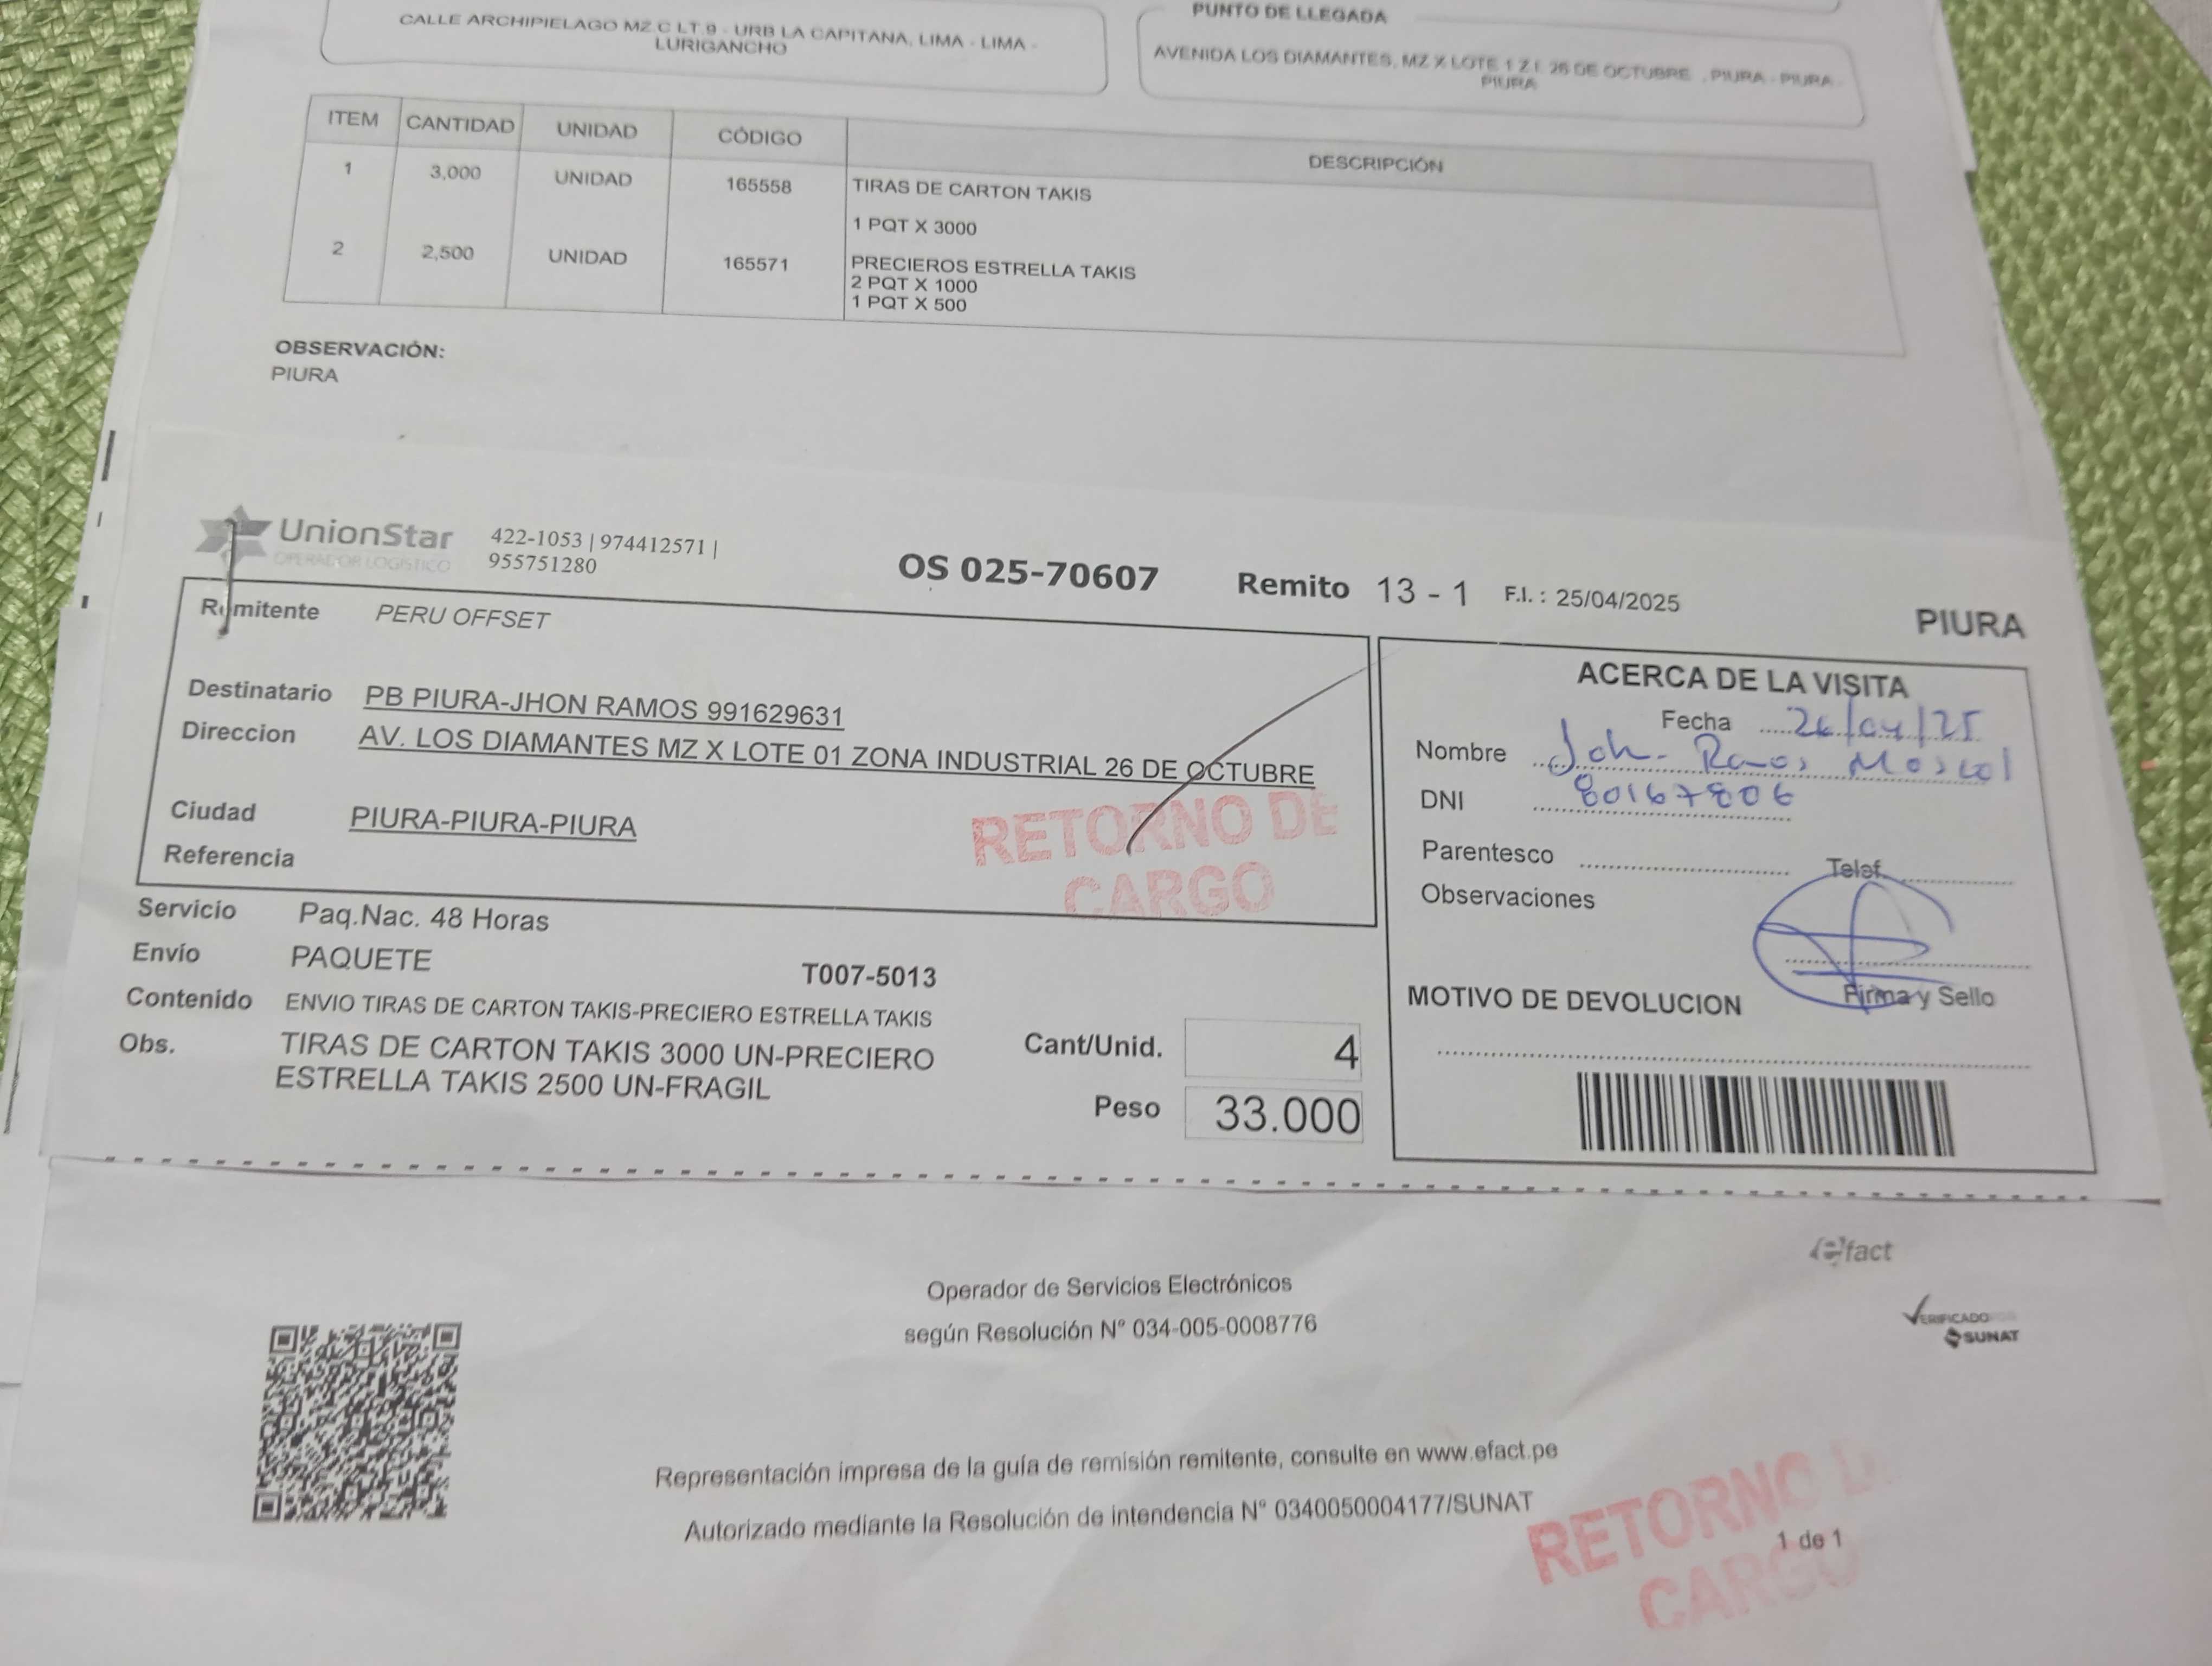 PUNTO DE LLEGADA
CALLE ARCHIPIELAGO MZ.C LT.9 - URB LA CAPITANA, LIMA - LIMA -
LURIGANCHO
AVENIDA LOS DIAMANTES, MZ X LOTE 1 Z.I. 26 DE OCTUBRE , PIURA - PIURA -
PIURA
ITEM CANTIDAD UNIDAD CÓDIGO DESCRIPCIÓN
1 3,000 UNIDAD 165558 TIRAS DE CARTON TAKIS
1 PQT X 3000
2 2,500 UNIDAD 165571 PRECIEROS ESTRELLA TAKIS
2 PQT X 1000
1 PQT X 500
OBSERVACIÓN:
PIURA
UnionStar
OPERADOR LOGÍSTICO
422-1053 | 974412571 |
955751280
OS 025-70607 Remito 13 - 1 F.I. : 25/04/2025
PIURA
Remitente PERU OFFSET
Destinatario PB PIURA-JHON RAMOS 991629631
Direccion AV. LOS DIAMANTES MZ X LOTE 01 ZONA INDUSTRIAL 26 DE OCTUBRE
Ciudad PIURA-PIURA-PIURA
Referencia
RETORNO DE
CARGO
ACERCA DE LA VISITA
Fecha 26/04/25
Nombre Ramos Moscol
DNI 80167806
Parentesco Telef.
Observaciones
Firma y Sello
MOTIVO DE DEVOLUCION
Servicio Paq.Nac. 48 Horas
Envío PAQUETE T007-5013
Contenido ENVIO TIRAS DE CARTON TAKIS-PRECIERO ESTRELLA TAKIS
Obs. TIRAS DE CARTON TAKIS 3000 UN-PRECIERO
ESTRELLA TAKIS 2500 UN-FRAGIL
Cant/Unid. 4
Peso 33.000
efact
Operador de Servicios Electrónicos
según Resolución N° 034-005-0008776
VERIFICADO
SUNAT
Representación impresa de la guía de remisión remitente, consulte en www.efact.pe
Autorizado mediante la Resolución de intendencia N° 0340050004177/SUNAT
RETORNO D
CARGO
1 de 1